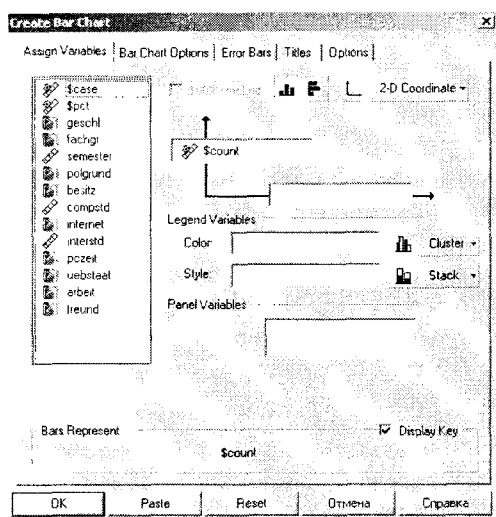 Create Bar Chart
Assign Variables Bar Chart Options Error Bars Titles Options
$case
$pct
geschl
fachgr
semester
polgrund
besitz
compstd
internet
interstd
pczeit
uebstaat
arbeit
freund
2-D Coordinate
$count
Legend Variables
Color:
Cluster
Style:
Stack
Panel Variables
Bars Represent
Display Key
$count
OK Paste Reset Отмена Справка